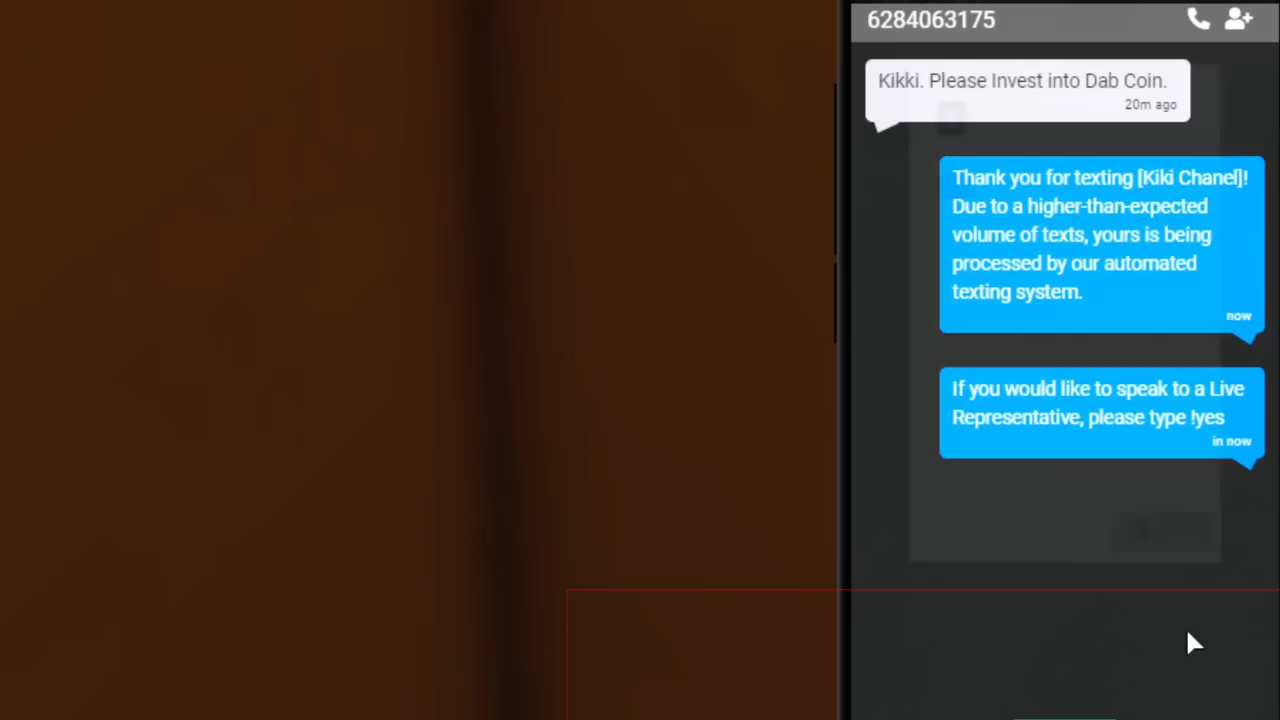 6284063175
Kikki. Please Invest into Dab Coin.
20m ago
Thank you for texting [Kiki Chanel]!
Due to a higher-than-expected
volume of texts, yours is being
processed by our automated
texting system.
now
If you would like to speak to a Live
Representative, please type !yes
in now